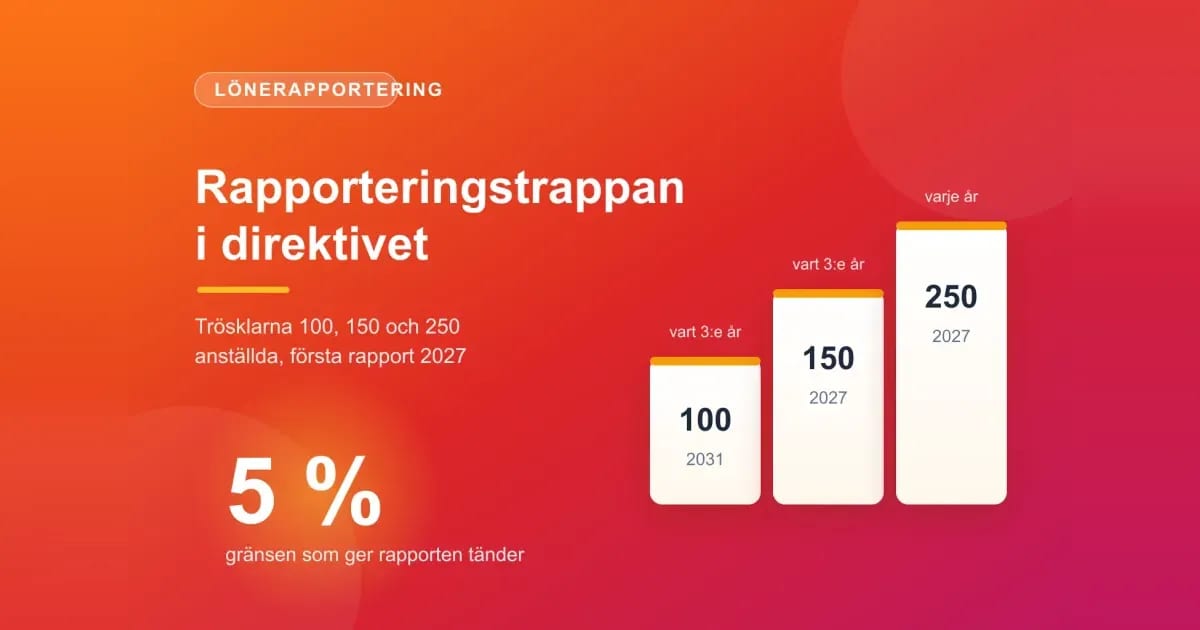 LÖNERAPPORTERING
Rapporteringstrappan
i direktivet
Trösklarna 100, 150 och 250
anställda, första rapport 2027
5 %
gränsen som ger rapporten tänder
vart 3:e år
100
2031
vart 3:e år
150
2027
varje år
250
2027